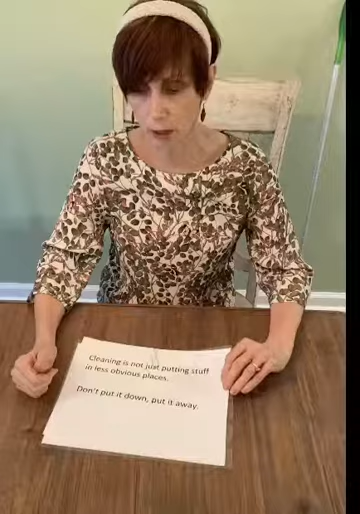 Cleaning is not just putting stuff
in less obvious places.
Don't put it down, put it away.